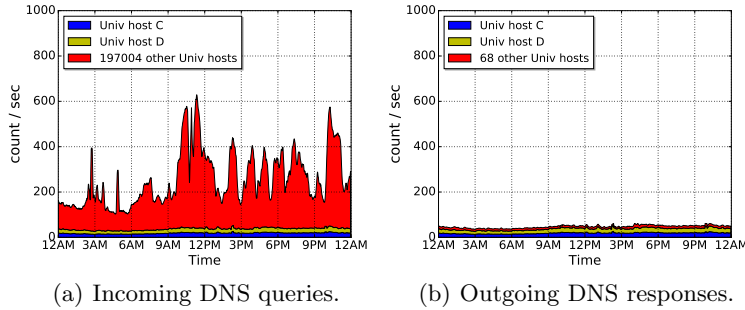 1000
800
600
400
200
0
count / sec
Univ host C
Univ host D
197004 other Univ hosts
12AM 3AM 6AM 9AM 12PM 3PM 6PM 9PM 12AM
Time
(a) Incoming DNS queries.
1000
800
600
400
200
0
count / sec
Univ host C
Univ host D
68 other Univ hosts
12AM 3AM 6AM 9AM 12PM 3PM 6PM 9PM 12AM
Time
(b) Outgoing DNS responses.